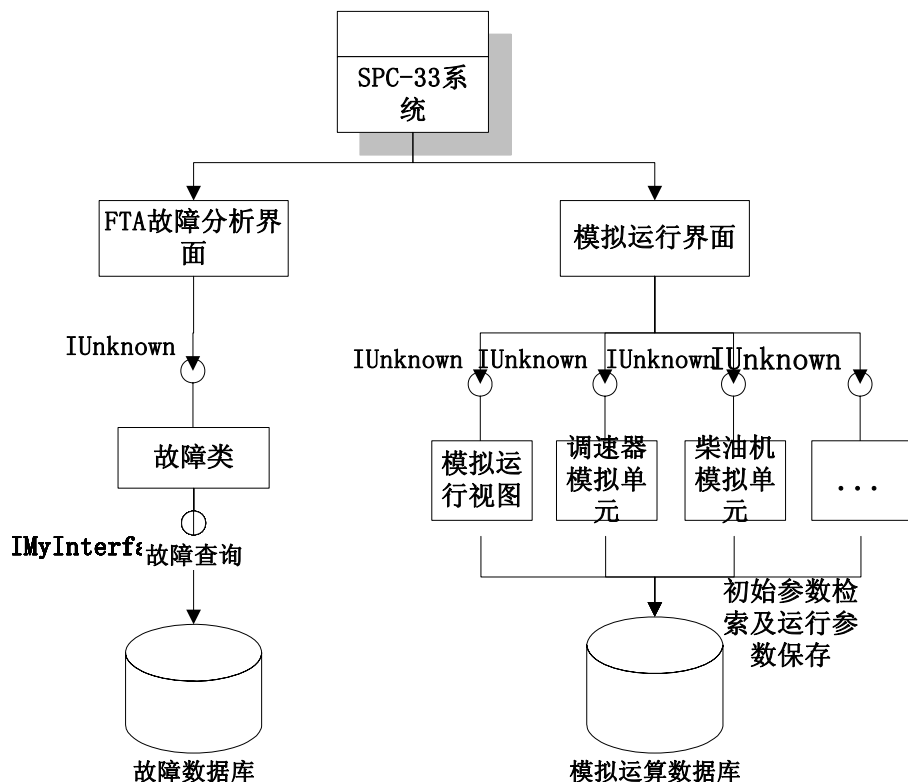 SPC-33系
统
FTA故障分析界
面
模拟运行界面
IUnknown
IUnknown
IUnknown
IUnknown
IUnknown
故障类
模拟运
行视图
调速器
模拟单
元
柴油机
模拟单
元
...
IMyInterfa
故障查询
初始参数检
索及运行参
数保存
故障数据库
模拟运算数据库